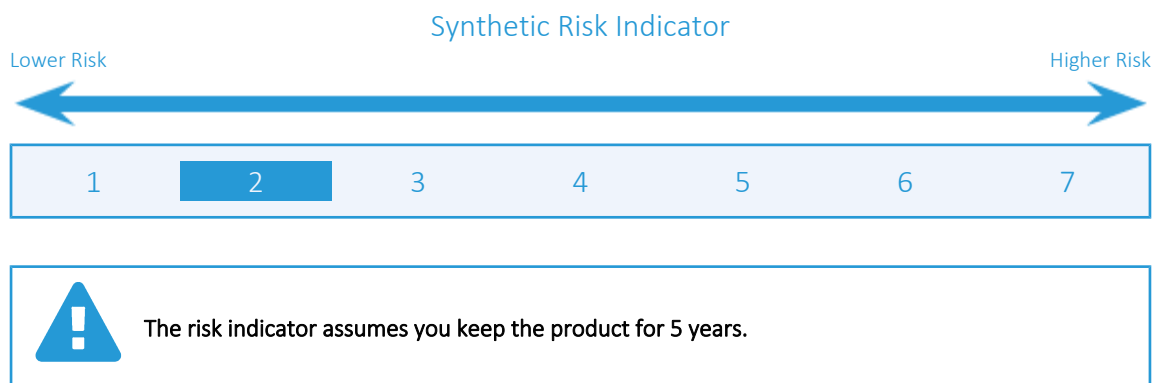 Synthetic Risk Indicator
Lower Risk Higher Risk
1 2 3 4 5 6 7
The risk indicator assumes you keep the product for 5 years.